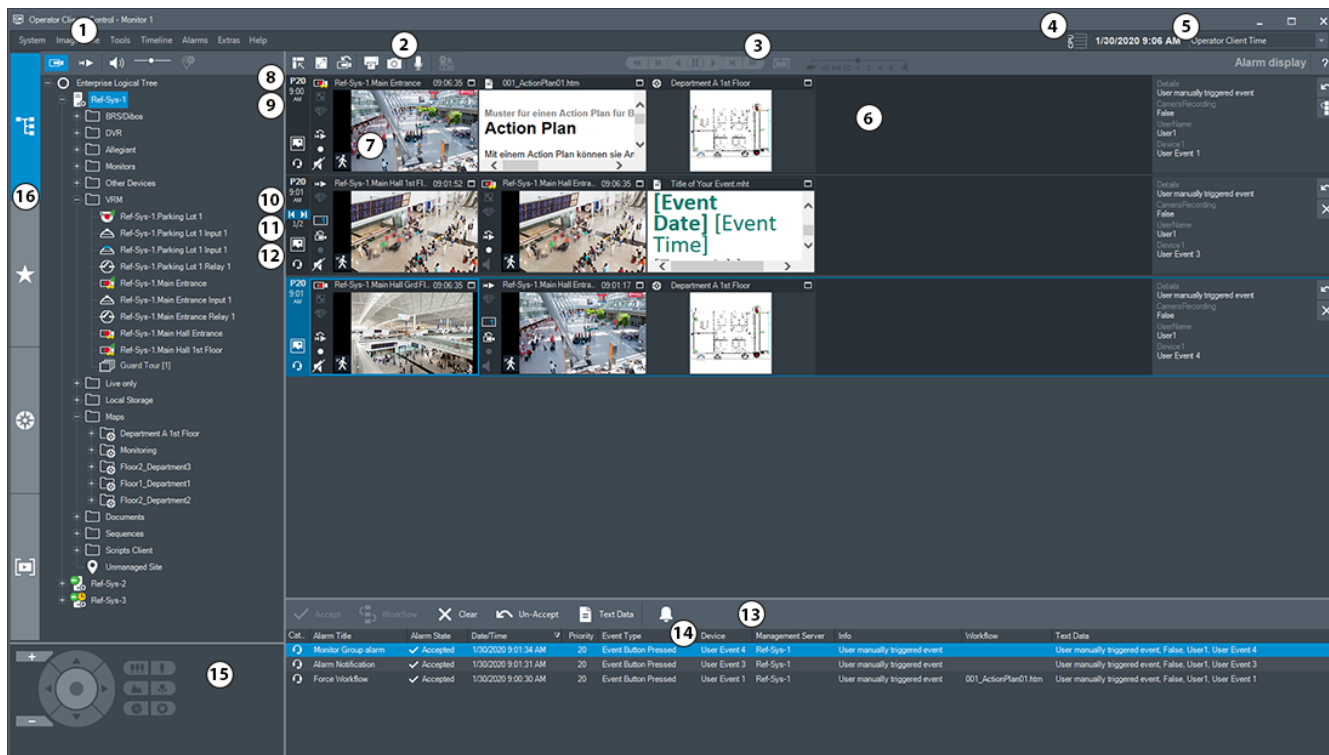 Operator Client Control - Monitor 1
1
4
5
System Image Tools Timeline Alarms Extras Help
1/30/2020 9:06 AM Operator Client Time
2
3
Alarm display ?
8
Enterprise Logical Tree
9
Ref-Sys-1
BRS/Dibos
DVR
Allegiant
Monitors
Other Devices
16
VRM
Ref-Sys-1.Parking Lot 1
Ref-Sys-1.Parking Lot 1 Input 1
Ref-Sys-1.Parking Lot 1 Input 1
Ref-Sys-1.Parking Lot 1 Relay 1
Ref-Sys-1.Main Entrance
Ref-Sys-1.Main Entrance Input 1
Ref-Sys-1.Main Entrance Relay 1
Ref-Sys-1.Main Hall Entrance
Ref-Sys-1.Main Hall 1st Floor
Guard Tour [1]
Live only
Local Storage
Maps
Department A 1st Floor
Monitoring
Floor2_Department3
Floor1_Department1
Floor2_Department2
Documents
Sequences
Scripts Client
Unmanaged Site
Ref-Sys-2
Ref-Sys-3
10
11
12
P20
9:00
AM
Ref-Sys-1.Main Entrance 09:06:35
001_ActionPlan01.htm
Department A 1st Floor
7
Muster für einen Action Plan für B
Action Plan
Mit einem Action Plan können sie Ar
6
Details
User manually triggered event
CameraRecording
False
UserName
User1
Device1
User Event 1
P20
9:01
AM
1/2
Ref-Sys-1.Main Hall 1st Fl.. 09:01:52
Ref-Sys-1.Main Hall Entra.. 09:06:35
Title of Your Event.mht
[Event
Date] [Event
Time]
Details
User manually triggered event
CameraRecording
False
UserName
User1
Device1
User Event 3
P20
9:01
AM
Ref-Sys-1.Main Hall Grd Fl.. 09:06:35
Ref-Sys-1.Main Hall Entra.. 09:01:17
Department A 1st Floor
Details
User manually triggered event
CameraRecording
False
UserName
User1
Device1
User Event 4
Accept Workflow Clear Un-Accept Text Data
13
14
Cat.. Alarm Title Alarm State Date/Time Priority Event Type Device Management Server Info Workflow Text Data
Monitor Group alarm Accepted 1/30/2020 9:01:34 AM 20 Event Button Pressed User Event 4 Ref-Sys-1 User manually triggered event User manually triggered event, False, User1, User Event 4
Alarm Notification Accepted 1/30/2020 9:01:31 AM 20 Event Button Pressed User Event 3 Ref-Sys-1 User manually triggered event User manually triggered event, False, User1, User Event 3
Force Workflow Accepted 1/30/2020 9:00:30 AM 20 Event Button Pressed User Event 1 Ref-Sys-1 User manually triggered event 001_ActionPlan01.htm User manually triggered event, False, User1, User Event 1
15